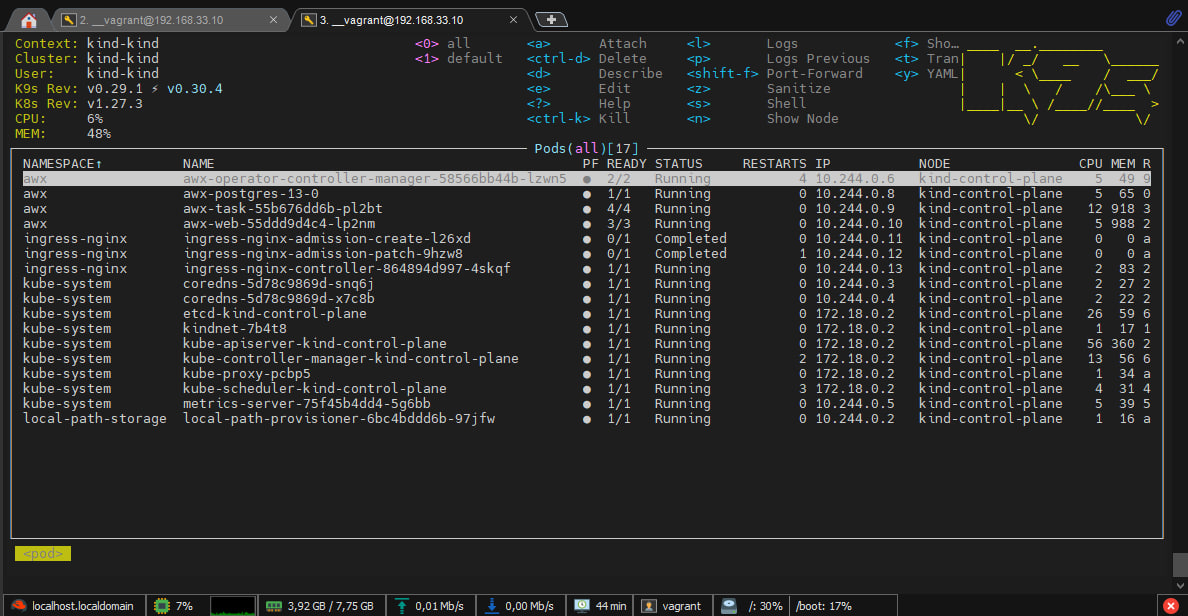 2. __vagrant@192.168.33.10
3. __vagrant@192.168.33.10
Context: kind-kind <0> all <a> Attach <l> Logs <f> Sho…
Cluster: kind-kind <1> default <ctrl-d> Delete <p> Logs Previous <t> Tran
User: kind-kind <d> Describe <shift-f> Port-Forward <y> YAML
K9s Rev: v0.29.1 ⚡ v0.30.4 <e> Edit <z> Sanitize
K8s Rev: v1.27.3 <?> Help <s> Shell
CPU: 6% <ctrl-k> Kill <n> Show Node
MEM: 48%
Pods(all)[17]
NAMESPACE↑ NAME PF READY STATUS RESTARTS IP NODE CPU MEM R
awx awx-operator-controller-manager-58566bb44b-lzwn5 ● 2/2 Running 4 10.244.0.6 kind-control-plane 5 49 9
awx awx-postgres-13-0 ● 1/1 Running 0 10.244.0.8 kind-control-plane 5 65 0
awx awx-task-55b676dd6b-pl2bt ● 4/4 Running 0 10.244.0.9 kind-control-plane 12 918 3
awx awx-web-55ddd9d4c4-lp2nm ● 3/3 Running 0 10.244.0.10 kind-control-plane 5 988 2
ingress-nginx ingress-nginx-admission-create-l26xd ● 0/1 Completed 0 10.244.0.11 kind-control-plane 0 0 a
ingress-nginx ingress-nginx-admission-patch-9hzw8 ● 0/1 Completed 1 10.244.0.12 kind-control-plane 0 0 a
ingress-nginx ingress-nginx-controller-864894d997-4skqf ● 1/1 Running 0 10.244.0.13 kind-control-plane 2 83 2
kube-system coredns-5d78c9869d-snq6j ● 1/1 Running 0 10.244.0.3 kind-control-plane 2 27 2
kube-system coredns-5d78c9869d-x7c8b ● 1/1 Running 0 10.244.0.4 kind-control-plane 2 22 2
kube-system etcd-kind-control-plane ● 1/1 Running 0 172.18.0.2 kind-control-plane 26 59 6
kube-system kindnet-7b4t8 ● 1/1 Running 0 172.18.0.2 kind-control-plane 1 17 1
kube-system kube-apiserver-kind-control-plane ● 1/1 Running 0 172.18.0.2 kind-control-plane 56 360 2
kube-system kube-controller-manager-kind-control-plane ● 1/1 Running 2 172.18.0.2 kind-control-plane 13 56 6
kube-system kube-proxy-pcbp5 ● 1/1 Running 0 172.18.0.2 kind-control-plane 1 34 a
kube-system kube-scheduler-kind-control-plane ● 1/1 Running 3 172.18.0.2 kind-control-plane 4 31 4
kube-system metrics-server-75f45b4dd4-5g6bb ● 1/1 Running 0 10.244.0.5 kind-control-plane 5 39 5
local-path-storage local-path-provisioner-6bc4bddd6b-97jfw ● 1/1 Running 0 10.244.0.2 kind-control-plane 1 16 a
<pod>
localhost.localdomain 7% 3,92 GB / 7,75 GB 0,01 Mb/s 0,00 Mb/s 44 min vagrant /: 30% /boot: 17%